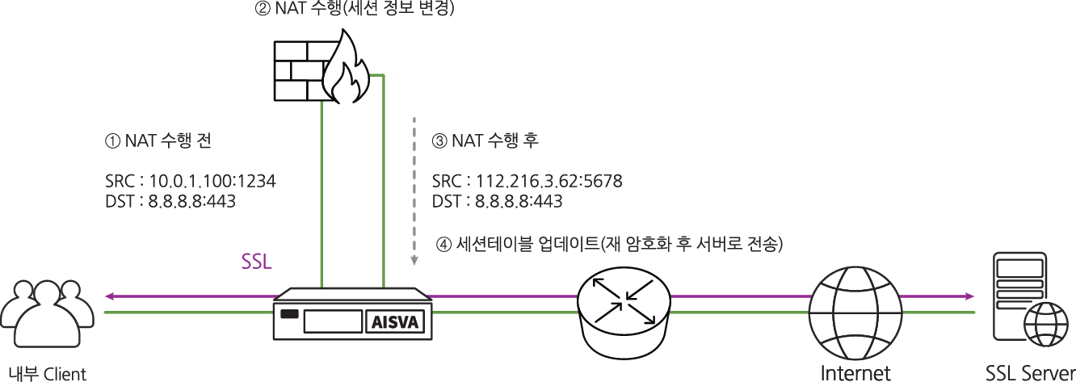 ② NAT 수행(세션 정보 변경)
① NAT 수행 전
SRC : 10.0.1.100:1234
DST : 8.8.8.8:443
③ NAT 수행 후
SRC : 112.216.3.62:5678
DST : 8.8.8.8:443
④ 세션테이블 업데이트(재 암호화 후 서버로 전송)
SSL
AISVA
내부 Client
Internet
SSL Server